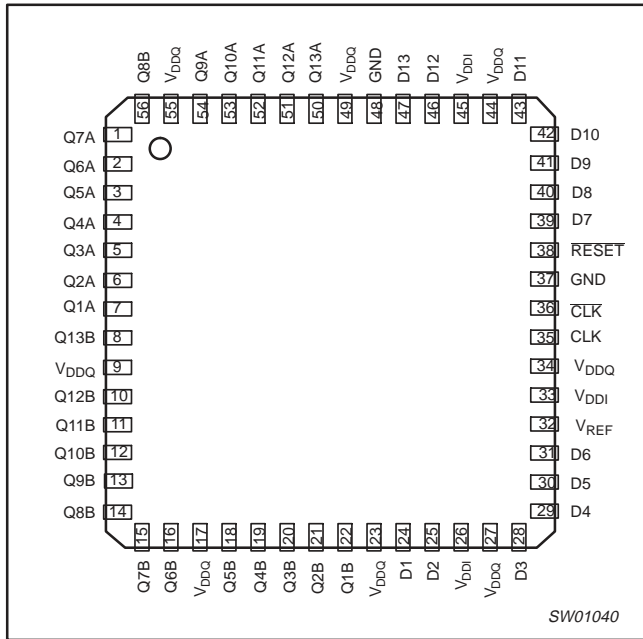 Q8B VDDQ Q9A Q10A Q11A Q12A Q13A VDDQ GND D13 D12 VDDI VDDQ D11
56 55 54 53 52 51 50 49 48 47 46 45 44 43
Q7A 1 42 D10
Q6A 2 41 D9
Q5A 3 40 D8
Q4A 4 39 D7
Q3A 5 38 RESET
Q2A 6 37 GND
Q1A 7 36 CLK
Q13B 8 35 CLK
VDDQ 9 34 VDDQ
Q12B 10 33 VDDI
Q11B 11 32 VREF
Q10B 12 31 D6
Q9B 13 30 D5
Q8B 14 29 D4
15 16 17 18 19 20 21 22 23 24 25 26 27 28
Q7B Q6B VDDQ Q5B Q4B Q3B Q2B Q1B VDDQ D1 D2 VDDI VDDQ D3
SW01040